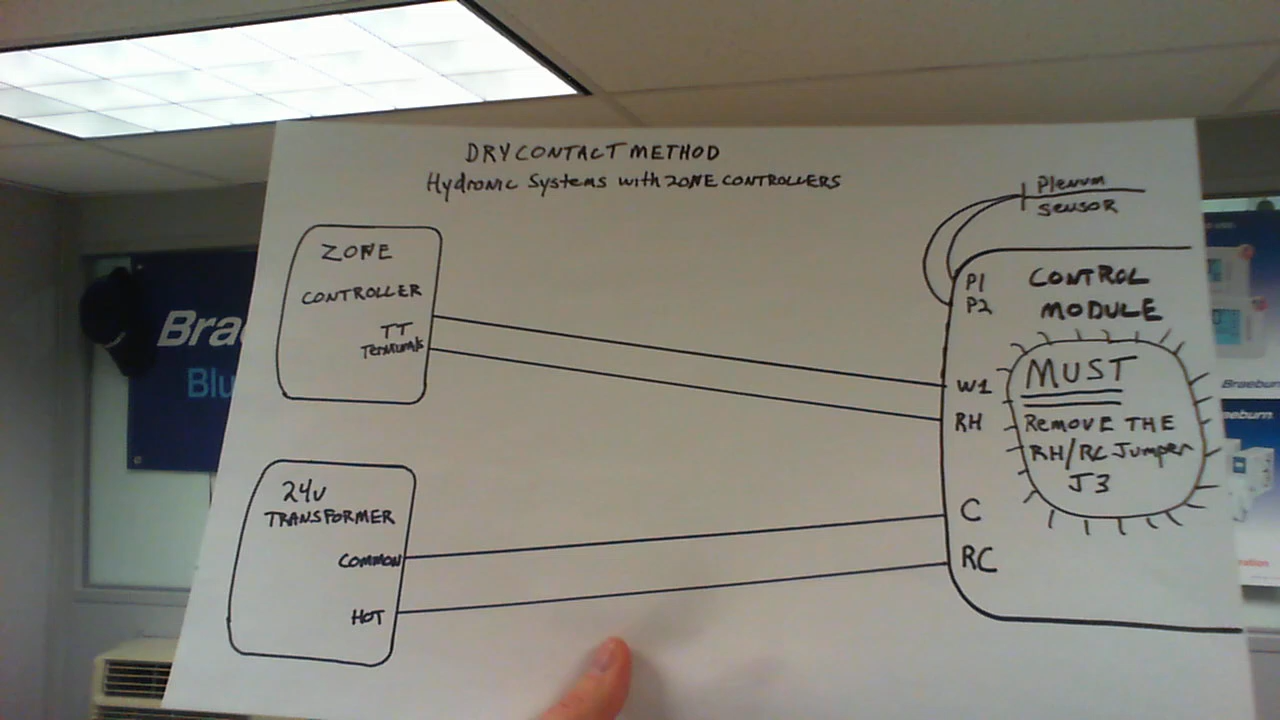 DRY CONTACT METHOD
Hydronic Systems with ZONE CONTROLLERS
Plenum
SENSOR
ZONE
CONTROLLER
TT
Terminals
P1
P2
CONTROL
MODULE
W1
RH
MUST
Remove THE
RH/RC Jumper
J3
24V
TRANSFORMER
COMMON
HOT
C
RC
Brae
Blu
Braeburn
aeburn